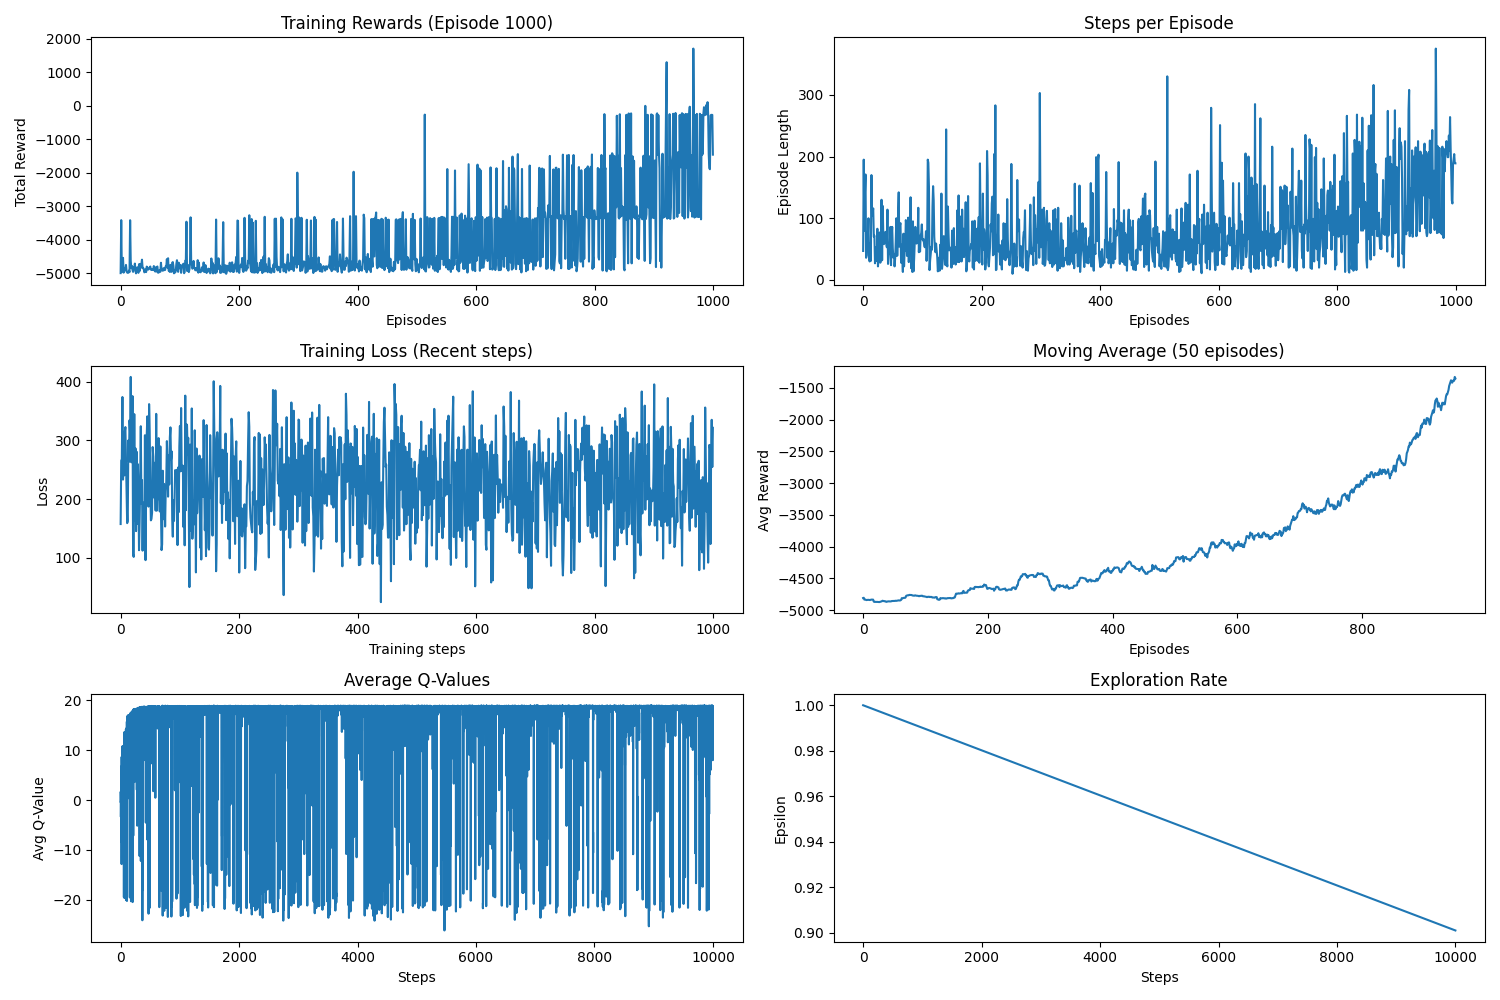 Training Rewards (Episode 1000)
Total Reward
2000
1000
0
−1000
−2000
−3000
−4000
−5000
0 200 400 600 800 1000
Episodes
Steps per Episode
Episode Length
300
200
100
0
0 200 400 600 800 1000
Episodes
Training Loss (Recent steps)
Loss
400
300
200
100
0 200 400 600 800 1000
Training steps
Moving Average (50 episodes)
Avg Reward
−1500
−2000
−2500
−3000
−3500
−4000
−4500
−5000
0 200 400 600 800
Episodes
Average Q-Values
Avg Q-Value
20
10
0
−10
−20
0 2000 4000 6000 8000 10000
Steps
Exploration Rate
Epsilon
1.00
0.98
0.96
0.94
0.92
0.90
0 2000 4000 6000 8000 10000
Steps